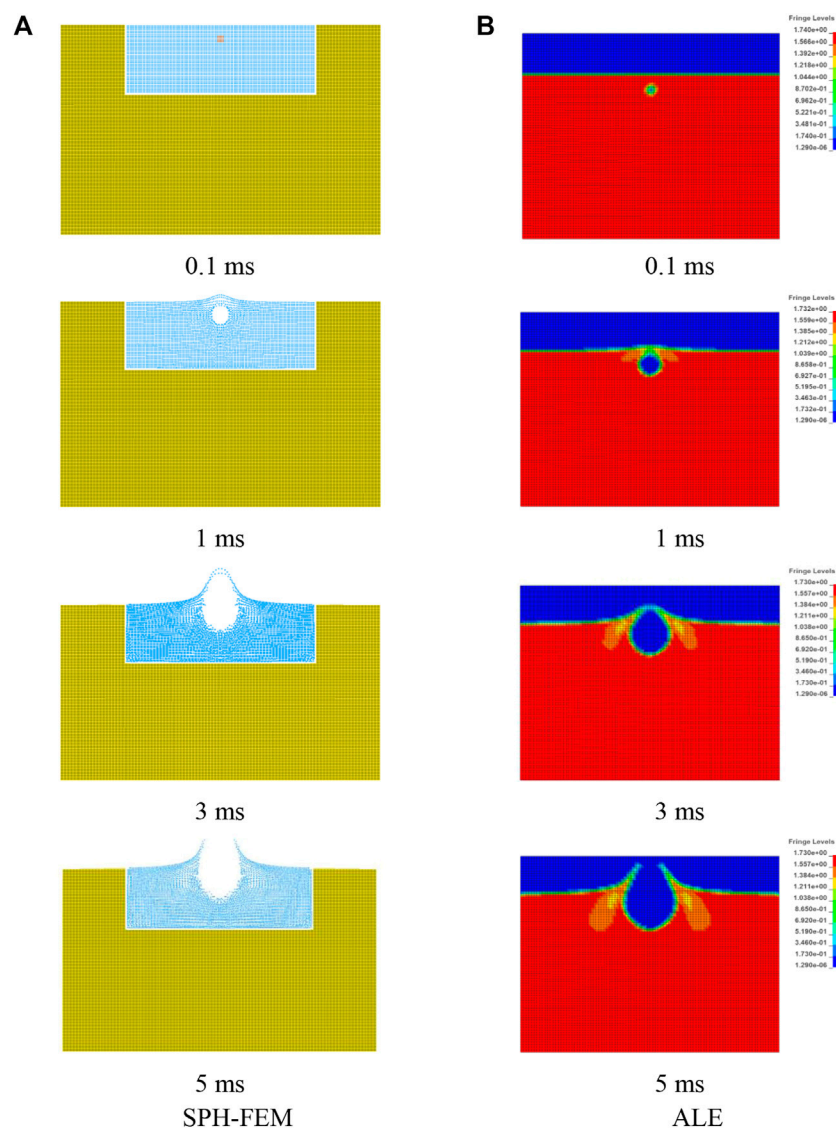 A
B
Fringe Levels
1.740e+00
1.566e+00
1.392e+00
1.218e+00
1.044e+00
8.702e-01
6.962e-01
5.221e-01
3.481e-01
1.740e-01
1.290e-06
0.1 ms
0.1 ms
Fringe Levels
1.732e+00
1.559e+00
1.385e+00
1.212e+00
1.039e+00
8.658e-01
6.927e-01
5.195e-01
3.463e-01
1.732e-01
1.290e-06
1 ms
1 ms
Fringe Levels
1.730e+00
1.557e+00
1.384e+00
1.211e+00
1.038e+00
8.650e-01
6.920e-01
5.190e-01
3.460e-01
1.730e-01
1.290e-06
3 ms
3 ms
Fringe Levels
1.730e+00
1.557e+00
1.384e+00
1.211e+00
1.038e+00
8.650e-01
6.920e-01
5.190e-01
3.460e-01
1.730e-01
1.290e-06
5 ms
5 ms
SPH-FEM
ALE